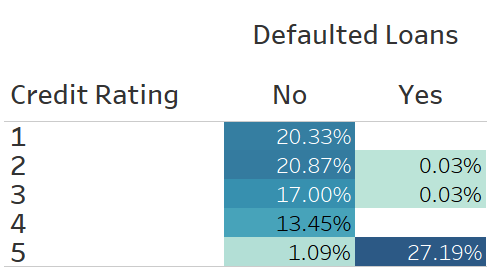 Defaulted Loans
Credit Rating No Yes
1 20.33%
2 20.87% 0.03%
3 17.00% 0.03%
4 13.45%
5 1.09% 27.19%